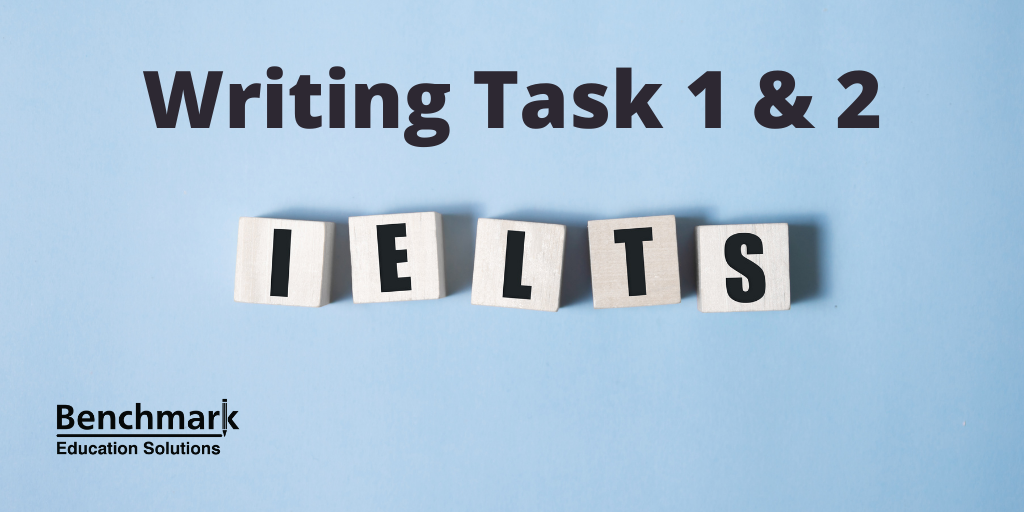 Writing Task 1 & 2
IELTS
Benchmark
Education Solutions